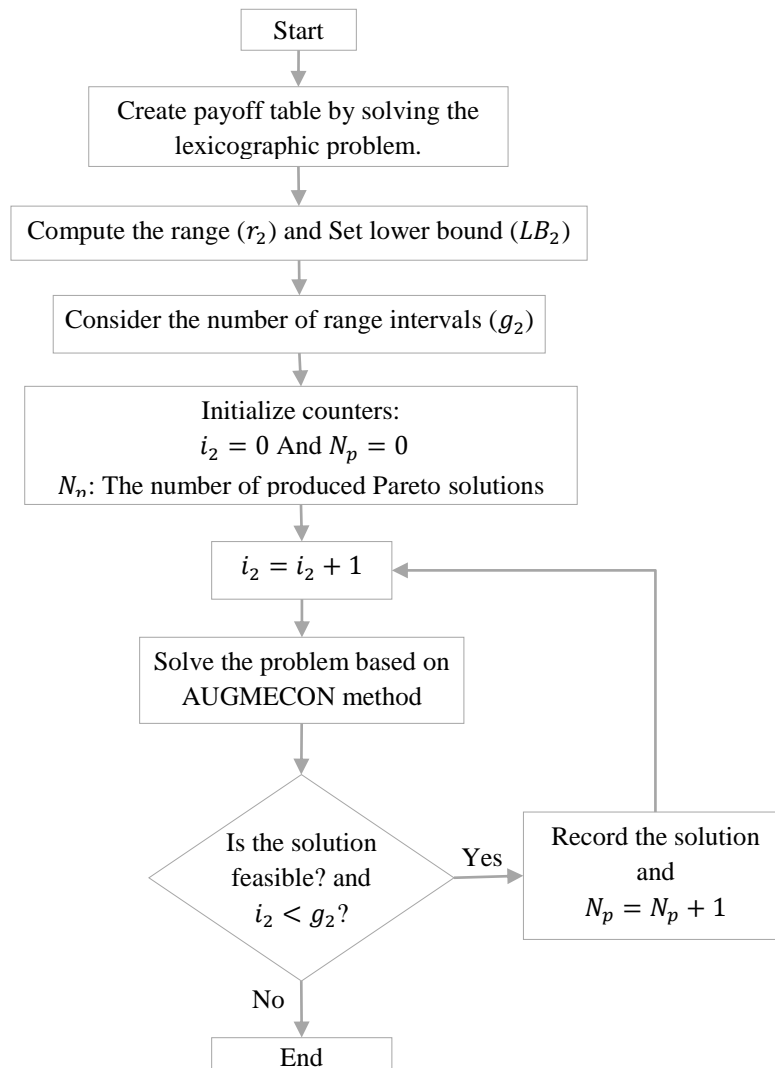 Start
Create payoff table by solving the
lexicographic problem.
Compute the range (𝑟₂) and Set lower bound (𝐿𝐵₂)
Consider the number of range intervals (𝑔₂)
Initialize counters:
𝑖₂ = 0 And 𝑁ₚ = 0
𝑁ₚ: The number of produced Pareto solutions
𝑖₂ = 𝑖₂ + 1
Solve the problem based on
AUGMECON method
Is the solution
feasible? and
𝑖₂ < 𝑔₂?
Yes
Record the solution
and
𝑁ₚ = 𝑁ₚ + 1
No
End